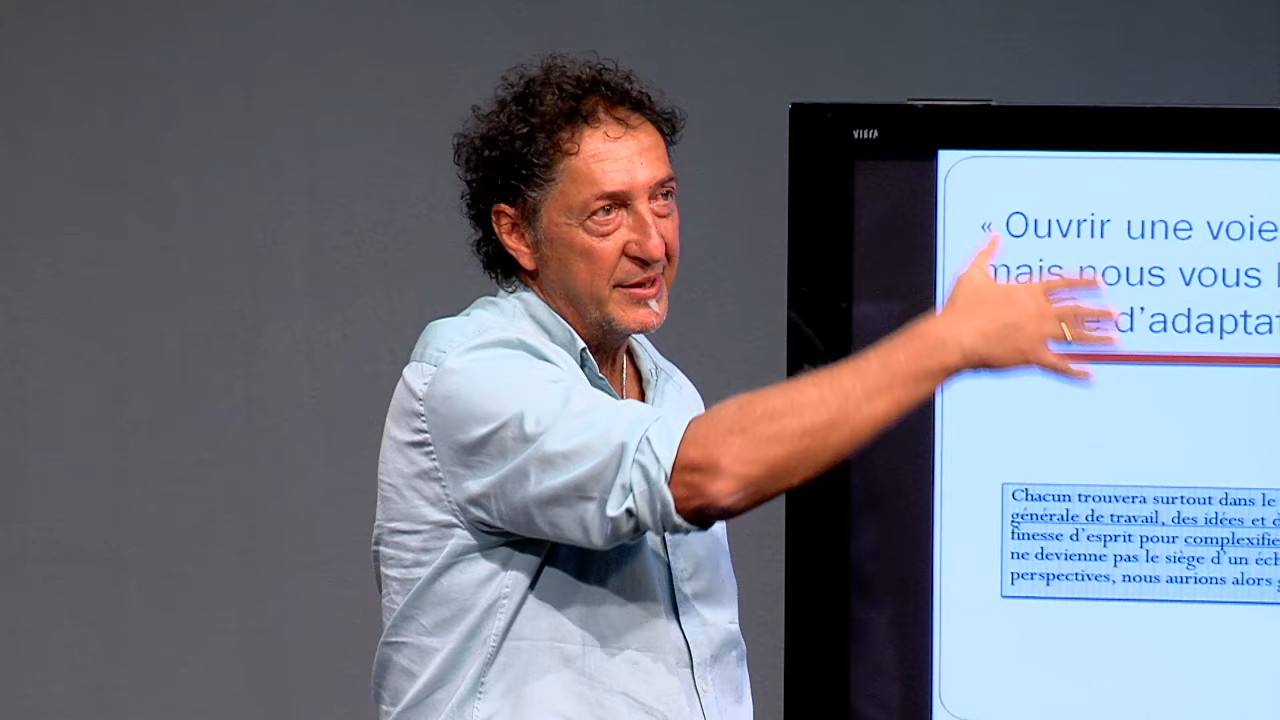 VIERA
« Ouvrir une voie
mais nous vous
d'adapta
Chacun trouvera surtout dans le
générale de travail, des idées et
finesse d'esprit pour complexifie
ne devienne pas le siège d'un éch
perspectives, nous aurions alors